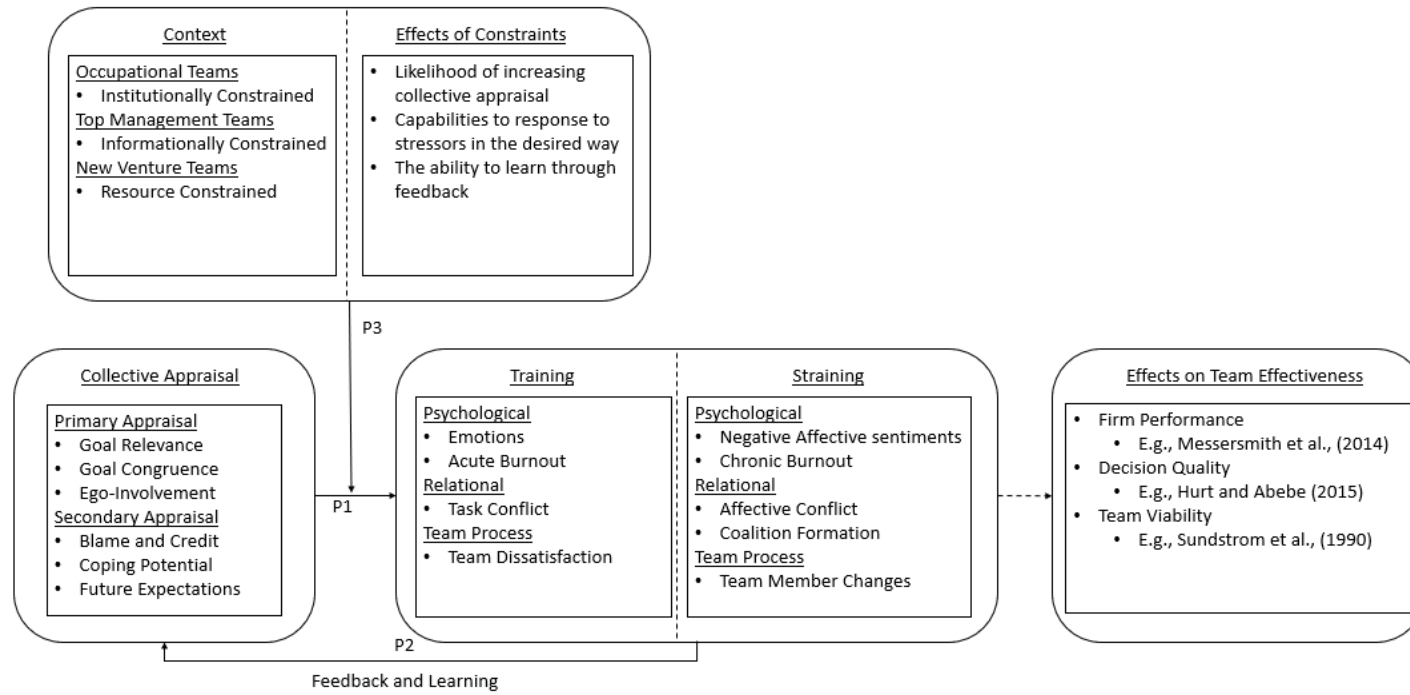 Context
Occupational Teams
• Institutionally Constrained
Top Management Teams
• Informationally Constrained
New Venture Teams
• Resource Constrained
Effects of Constraints
• Likelihood of increasing
collective appraisal
• Capabilities to response to
stressors in the desired way
• The ability to learn through
feedback
P3
Collective Appraisal
Primary Appraisal
• Goal Relevance
• Goal Congruence
• Ego-Involvement
Secondary Appraisal
• Blame and Credit
• Coping Potential
• Future Expectations
P1
Training
Psychological
• Emotions
• Acute Burnout
Relational
• Task Conflict
Team Process
• Team Dissatisfaction
Straining
Psychological
• Negative Affective sentiments
• Chronic Burnout
Relational
• Affective Conflict
• Coalition Formation
Team Process
• Team Member Changes
Effects on Team Effectiveness
• Firm Performance
• E.g., Messersmith et al., (2014)
• Decision Quality
• E.g., Hurt and Abebe (2015)
• Team Viability
• E.g., Sundstrom et al., (1990)
P2
Feedback and Learning